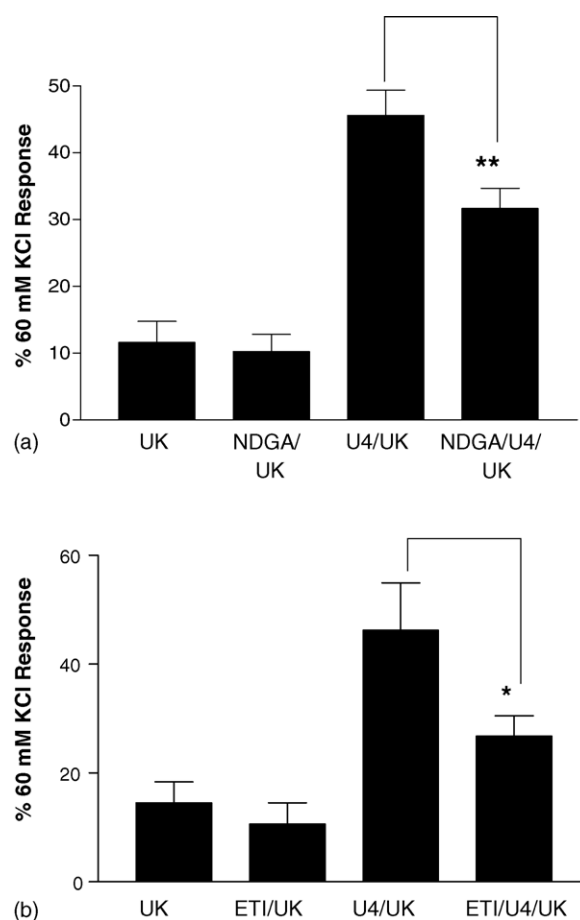 % 60 mM KCl Response
50
40
30
20
10
0
**
(a)
UK
NDGA/
UK
U4/UK
NDGA/U4/
UK
% 60 mM KCl Response
60
40
20
0
*
(b)
UK
ETI/UK
U4/UK
ETI/U4/UK